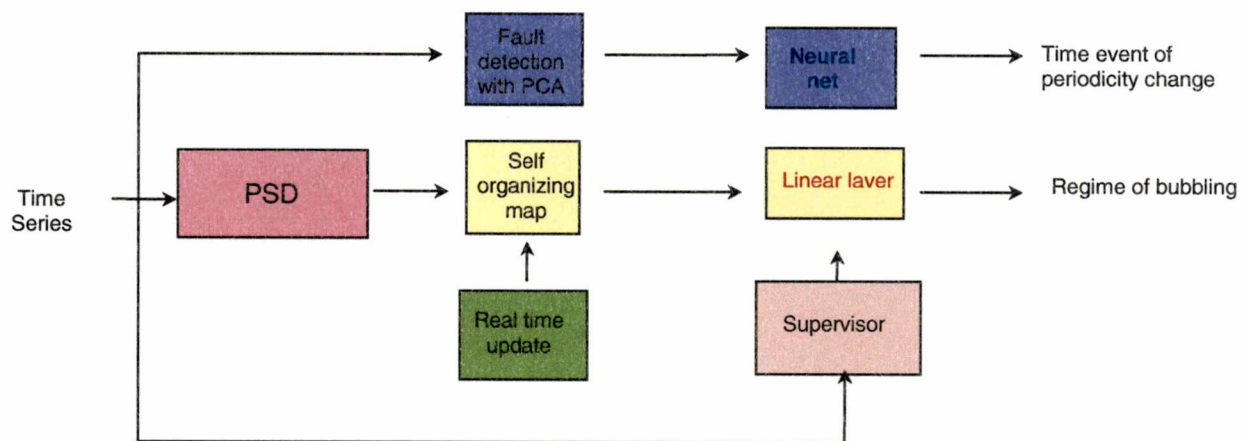 Fault
detection
with PCA
Neural
net
Time event of
periodicity change
Time
Series
PSD
Self
organizing
map
Linear laver
Regime of bubbling
Real time
update
Supervisor